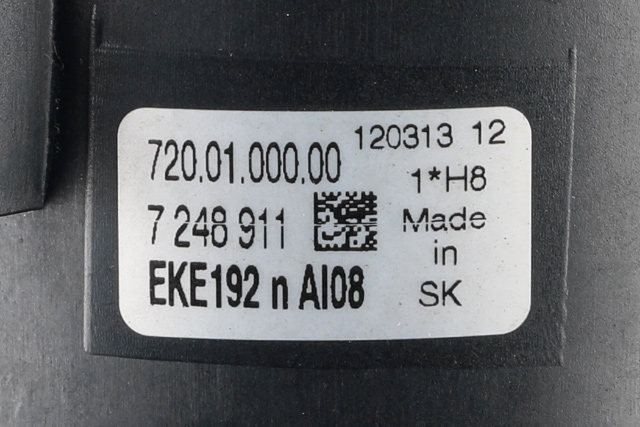 720.01.000.00
7 248 911
EKE192 n AI08
120313 12
1*H8
Made
in
SK